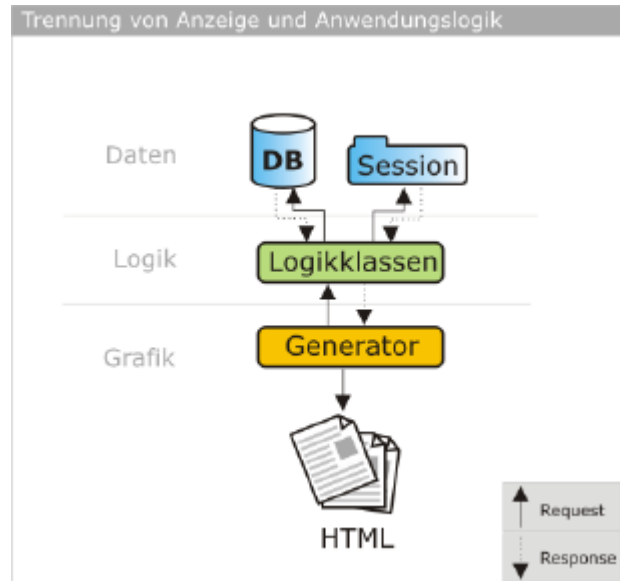 Trennung von Anzeige und Anwendungslogik
Daten
DB
Session
Logik
Logikklassen
Grafik
Generator
HTML
Request
Response